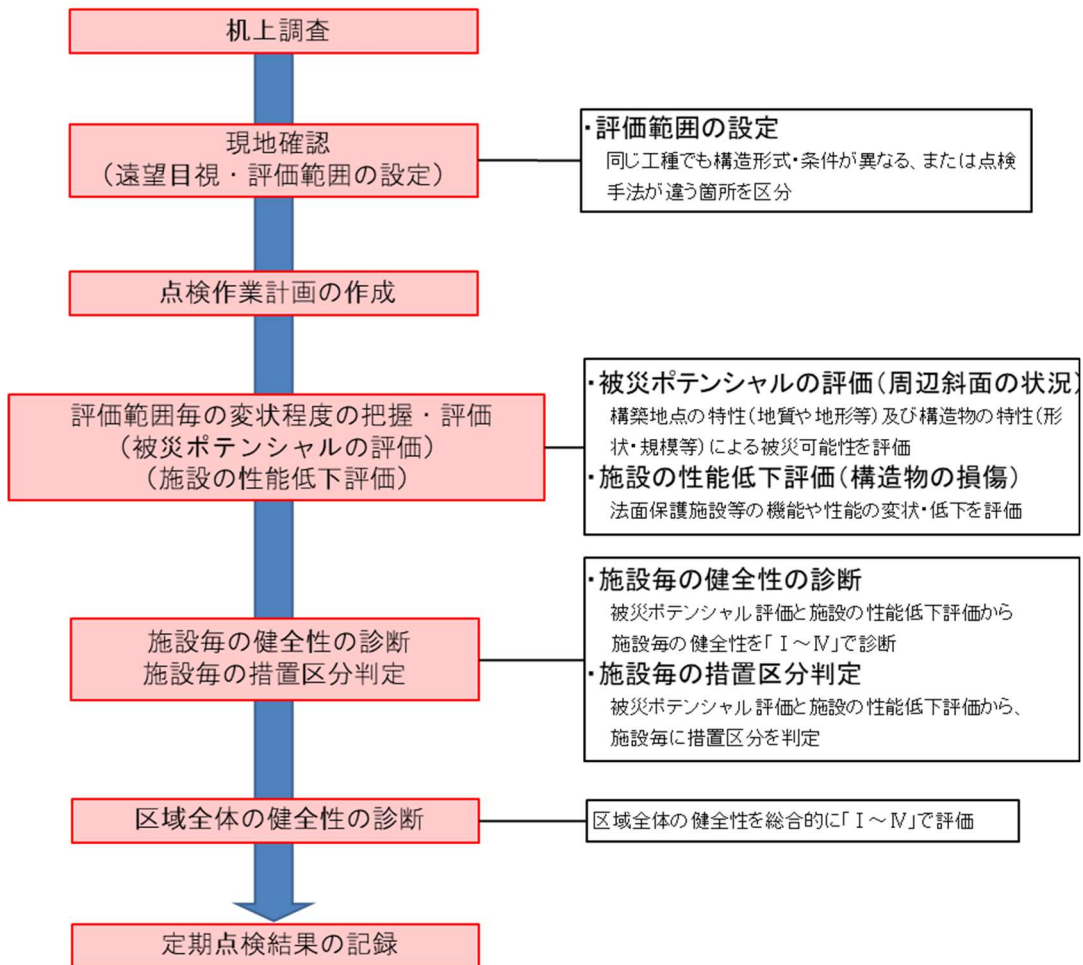 机上調査
現地確認
（遠望目視・評価範囲の設定）
・評価範囲の設定
同じ工種でも構造形式・条件が異なる、または点検
手法が違う箇所を区分
点検作業計画の作成
評価範囲毎の変状程度の把握・評価
（被災ポテンシャルの評価）
（施設の性能低下評価）
・被災ポテンシャルの評価（周辺斜面の状況）
構築地点の特性（地質や地形等）及び構造物の特性（形
状・規模等）による被災可能性を評価
・施設の性能低下評価（構造物の損傷）
法面保護施設等の機能や性能の変状・低下を評価
施設毎の健全性の診断
施設毎の措置区分判定
・施設毎の健全性の診断
被災ポテンシャル評価と施設の性能低下評価から
施設毎の健全性を「Ⅰ～Ⅳ」で診断
・施設毎の措置区分判定
被災ポテンシャル評価と施設の性能低下評価から、
施設毎に措置区分を判定
区域全体の健全性の診断
区域全体の健全性を総合的に「Ⅰ～Ⅳ」で評価
定期点検結果の記録